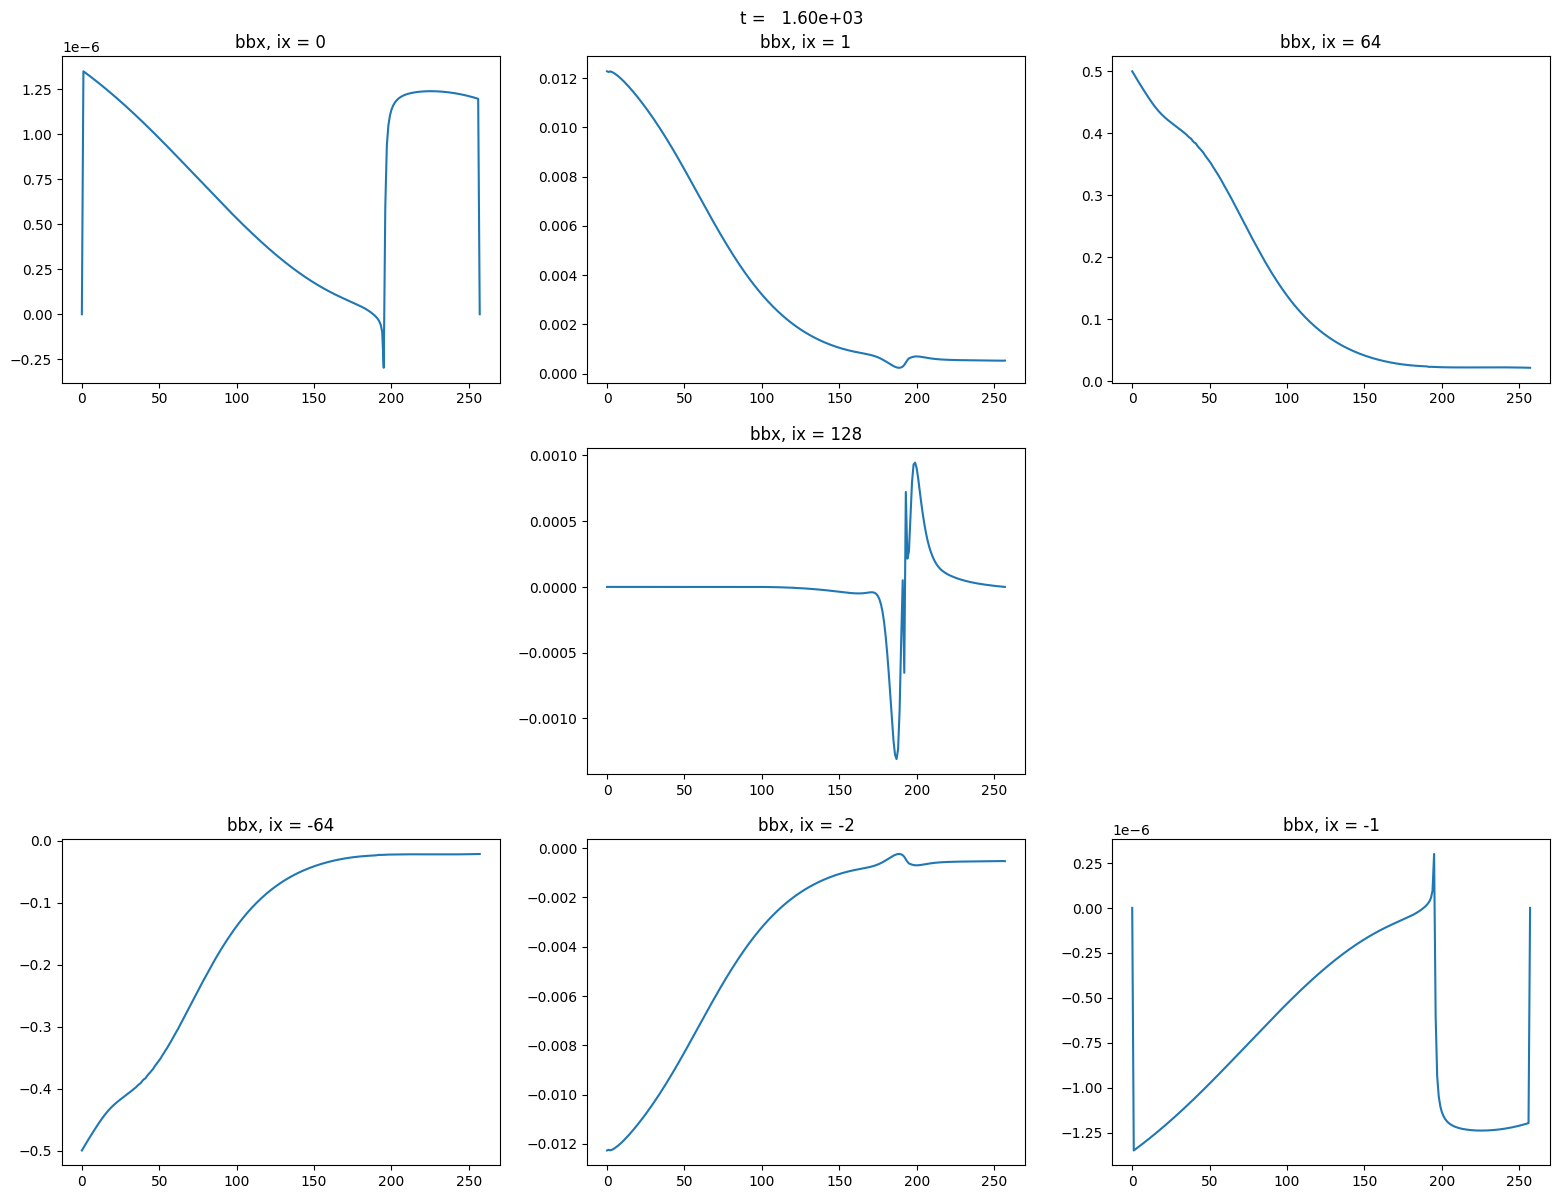 t =   1.60e+03
bbx, ix = 0
bbx, ix = 1
bbx, ix = 64
1e−6
1.25
1.00
0.75
0.50
0.25
0.00
−0.25
0 50 100 150 200 250
0.012
0.010
0.008
0.006
0.004
0.002
0.000
0 50 100 150 200 250
0.5
0.4
0.3
0.2
0.1
0.0
0 50 100 150 200 250
bbx, ix = 128
0.0010
0.0005
0.0000
−0.0005
−0.0010
0 50 100 150 200 250
bbx, ix = -64
bbx, ix = -2
bbx, ix = -1
0.0
−0.1
−0.2
−0.3
−0.4
−0.5
0 50 100 150 200 250
0.000
−0.002
−0.004
−0.006
−0.008
−0.010
−0.012
0 50 100 150 200 250
1e−6
0.25
0.00
−0.25
−0.50
−0.75
−1.00
−1.25
0 50 100 150 200 250